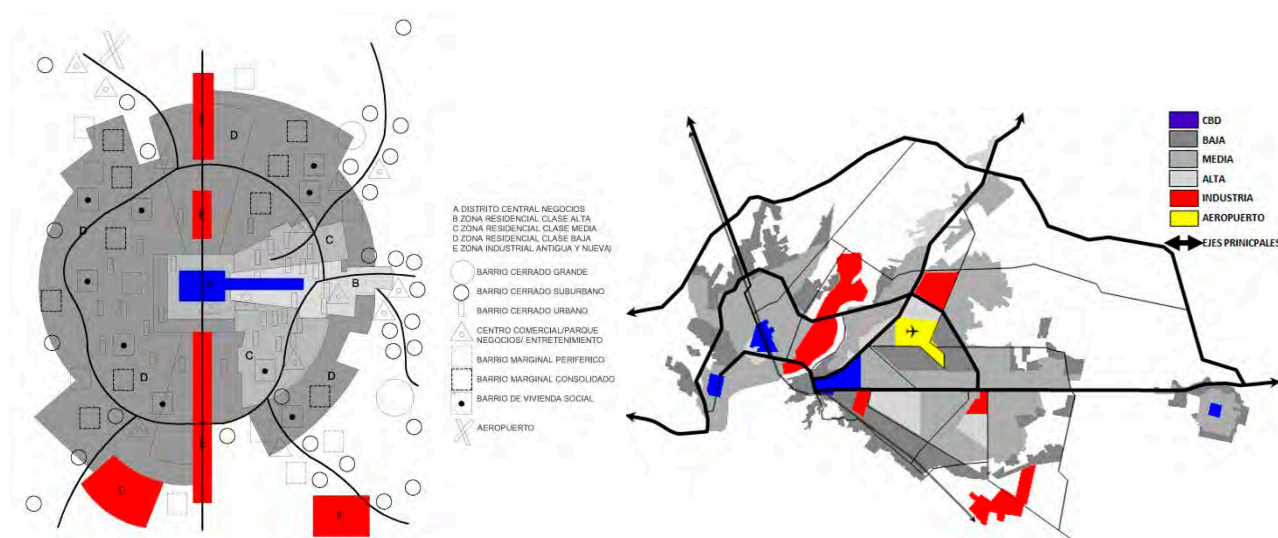 D
D
D
D
D
C
C
B
E
E
E
A DISTRITO CENTRAL NEGOCIOS
B ZONA RESIDENCIAL CLASE ALTA
C ZONA RESIDENCIAL CLASE MEDIA
D ZONA RESIDENCIAL CLASE BAJA
E ZONA INDUSTRIAL ANTIGUA Y NUEVA)
BARRIO CERRADO GRANDE
BARRIO CERRADO SUBURBANO
BARRIO CERRADO URBANO
CENTRO COMERCIAL/PARQUE
NEGOCIOS/ ENTRETENIMIENTO
BARRIO MARGINAL PERIFERICO
BARRIO MARGINAL CONSOLIDADO
BARRIO DE VIVIENDA SOCIAL
AEROPUERTO
CBD
BAJA
MEDIA
ALTA
INDUSTRIA
AEROPUERTO
EJES PRINICPALES